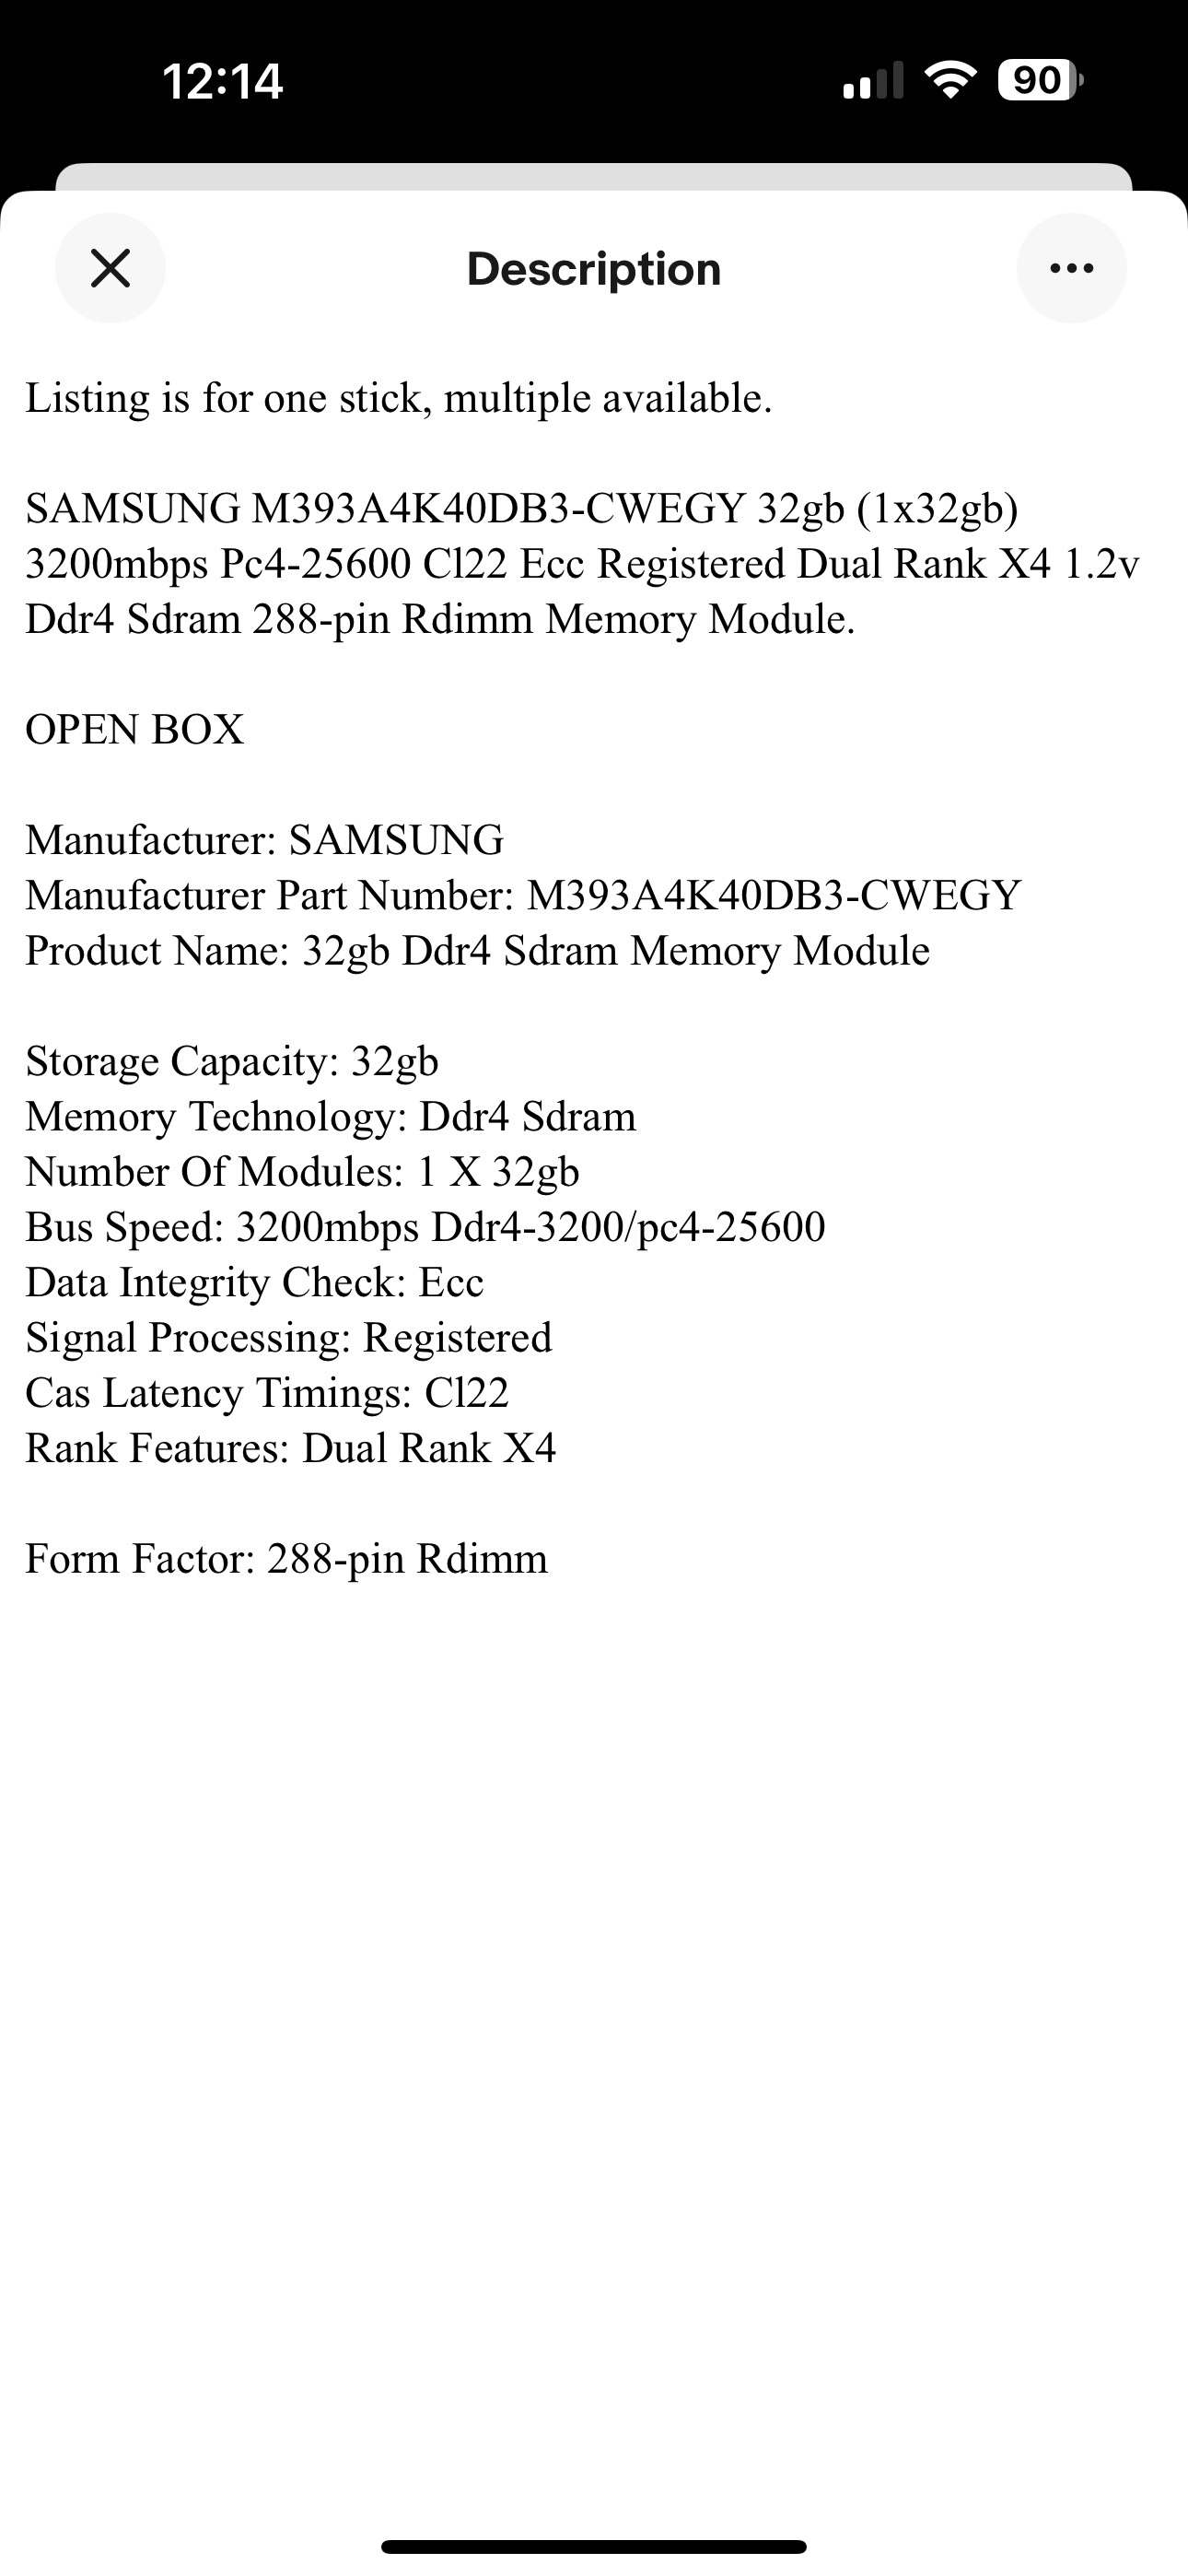 12:14
90
Description
Listing is for one stick, multiple available.
SAMSUNG M393A4K40DB3-CWEGY 32gb (1x32gb)
3200mbps Pc4-25600 Cl22 Ecc Registered Dual Rank X4 1.2v
Ddr4 Sdram 288-pin Rdimm Memory Module.
OPEN BOX
Manufacturer: SAMSUNG
Manufacturer Part Number: M393A4K40DB3-CWEGY
Product Name: 32gb Ddr4 Sdram Memory Module
Storage Capacity: 32gb
Memory Technology: Ddr4 Sdram
Number Of Modules: 1 X 32gb
Bus Speed: 3200mbps Ddr4-3200/pc4-25600
Data Integrity Check: Ecc
Signal Processing: Registered
Cas Latency Timings: Cl22
Rank Features: Dual Rank X4
Form Factor: 288-pin Rdimm